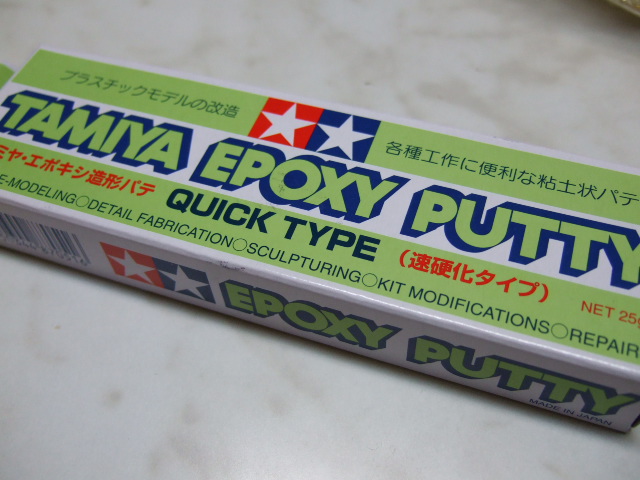 プラスチックモデルの改造
各種工作に便利な粘土状パテ
TAMIYA EPOXY PUTTY
ミヤ・エポキシ造形パテ
QUICK TYPE
(速硬化タイプ)
NET 25g
E-MODELING○DETAIL FABRICATION○SCULPTURING○KIT MODIFICATIONS○REPAIR
EPOXY PUTTY
MADE IN JAPAN